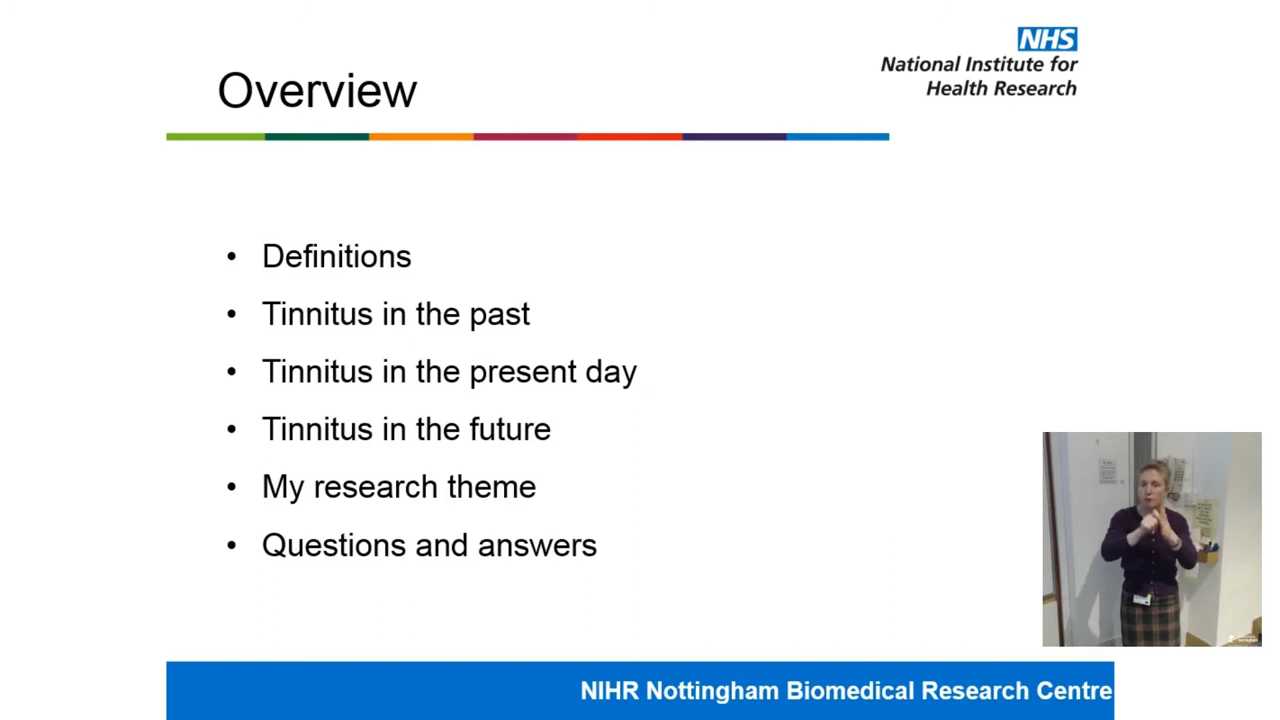 NHS
National Institute for
Health Research
Overview
• Definitions
• Tinnitus in the past
• Tinnitus in the present day
• Tinnitus in the future
• My research theme
• Questions and answers
NIHR Nottingham Biomedical Research Centre